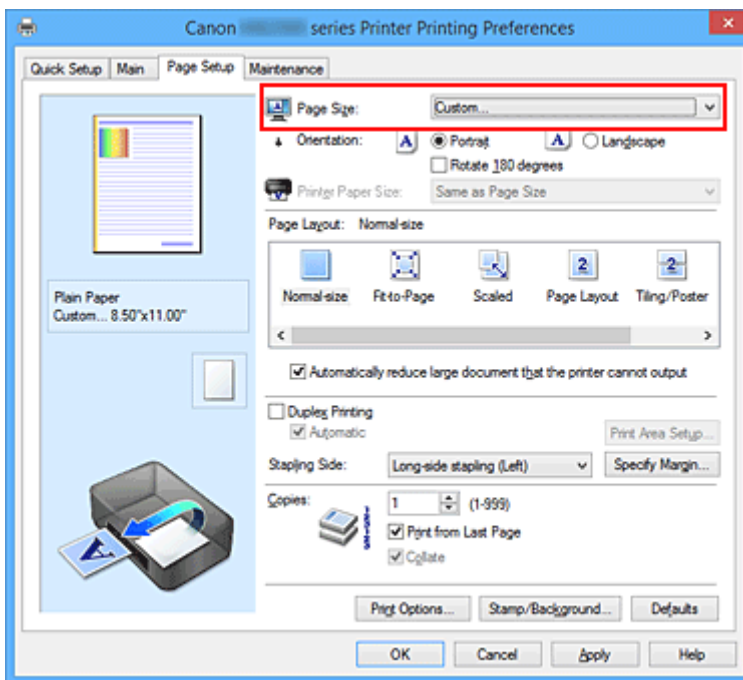 Canon series Printer Printing Preferences
Quick Setup Main Page Setup Maintenance
Page Size: Custom...
Orientation: A Portrait A Landscape
Rotate 180 degrees
Printer Paper Size: Same as Page Size
Page Layout: Normal-size
2 2
Normal-size Fit-to-Page Scaled Page Layout Tiling/Poster
Plain Paper
Custom... 8.50"x11.00"
Automatically reduce large document that the printer cannot output
Duplex Printing
Automatic
Print Area Setup...
Stapling Side: Long-side stapling (Left) Specify Margin...
Copies: 1 (1-999)
Print from Last Page
Collate
A
Print Options... Stamp/Background... Defaults
OK Cancel Apply Help